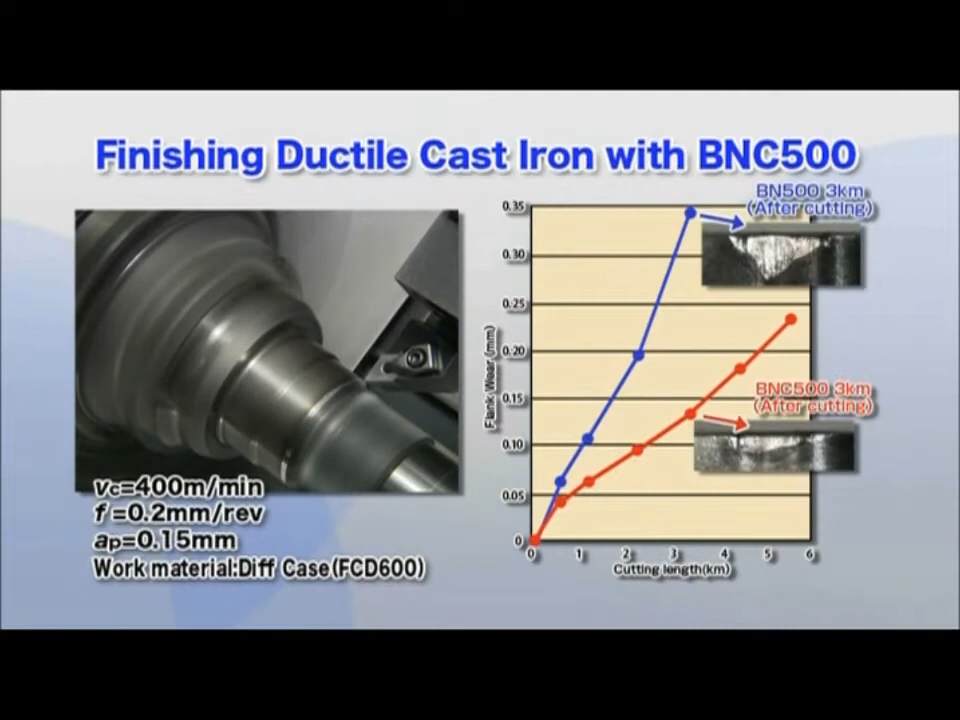 Finishing Ductile Cast Iron with BNC500
vc=400m/min
f=0.2mm/rev
ap=0.15mm
Work material:Diff Case(FCD600)
BN500 3km
(After cutting)
BNC500 3km
(After cutting)
Flank Wear (mm)
0.35
0.30
0.25
0.20
0.15
0.10
0.05
0
0 1 2 3 4 5 6
Cutting length(km)